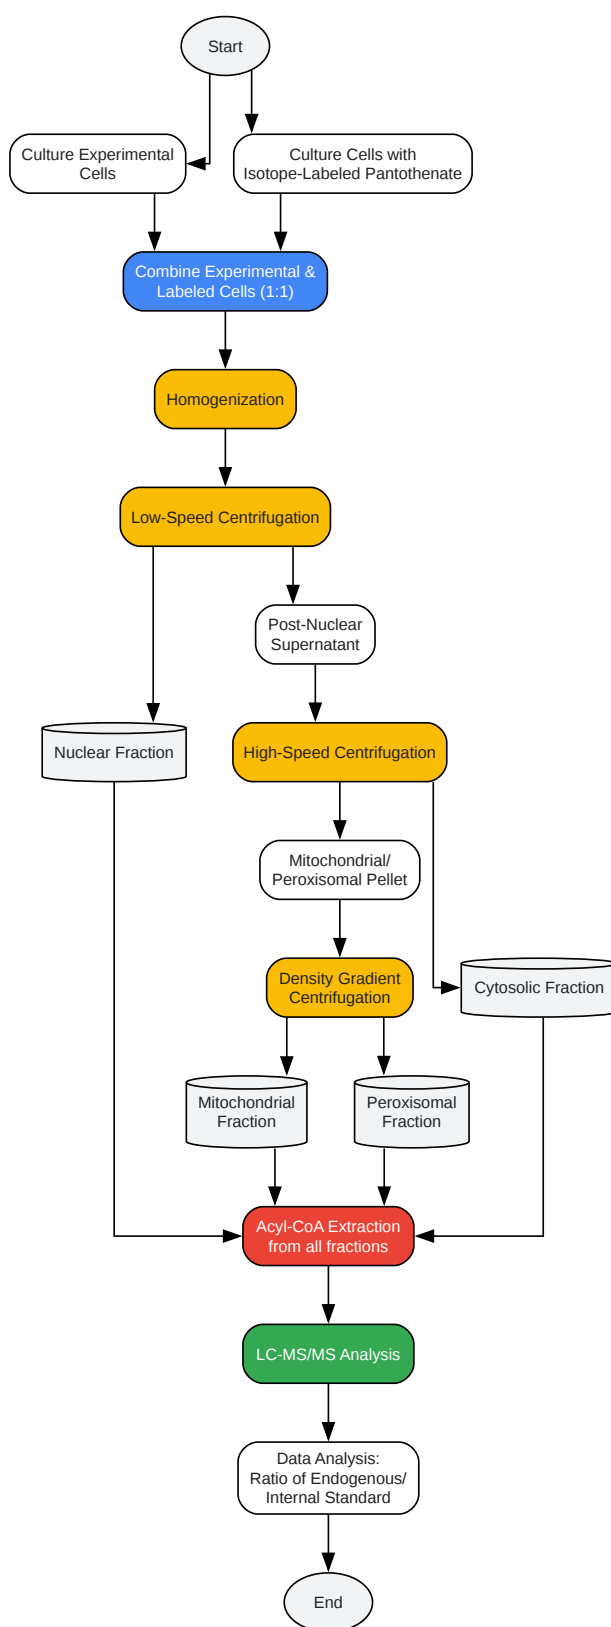 Start
Culture Experimental
Cells
Culture Cells with
Isotope-Labeled Pantothenate
Combine Experimental &
Labeled Cells (1:1)
Homogenization
Low-Speed Centrifugation
Post-Nuclear
Supernatant
Nuclear Fraction
High-Speed Centrifugation
Mitochondrial/
Peroxisomal Pellet
Density Gradient
Centrifugation
Cytosolic Fraction
Mitochondrial
Fraction
Peroxisomal
Fraction
Acyl-CoA Extraction
from all fractions
LC-MS/MS Analysis
Data Analysis:
Ratio of Endogenous/
Internal Standard
End